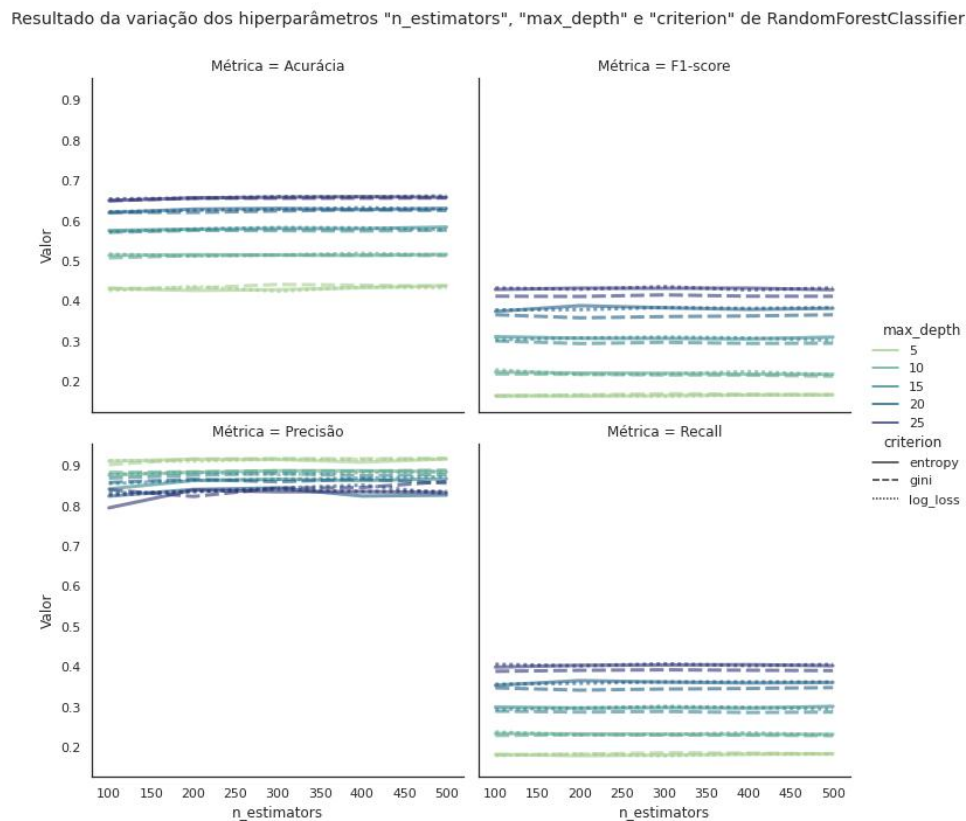 Resultado da variação dos hiperparâmetros "n_estimators", "max_depth" e "criterion" de RandomForestClassifier
Métrica = Acurácia
Métrica = F1-score
0.9
0.8
0.7
0.6
0.5
0.4
0.3
0.2
Valor
max_depth
5
10
15
20
25
criterion
entropy
gini
log_loss
Métrica = Precisão
Métrica = Recall
0.9
0.8
0.7
0.6
0.5
0.4
0.3
0.2
Valor
100 150 200 250 300 350 400 450 500
n_estimators
100 150 200 250 300 350 400 450 500
n_estimators